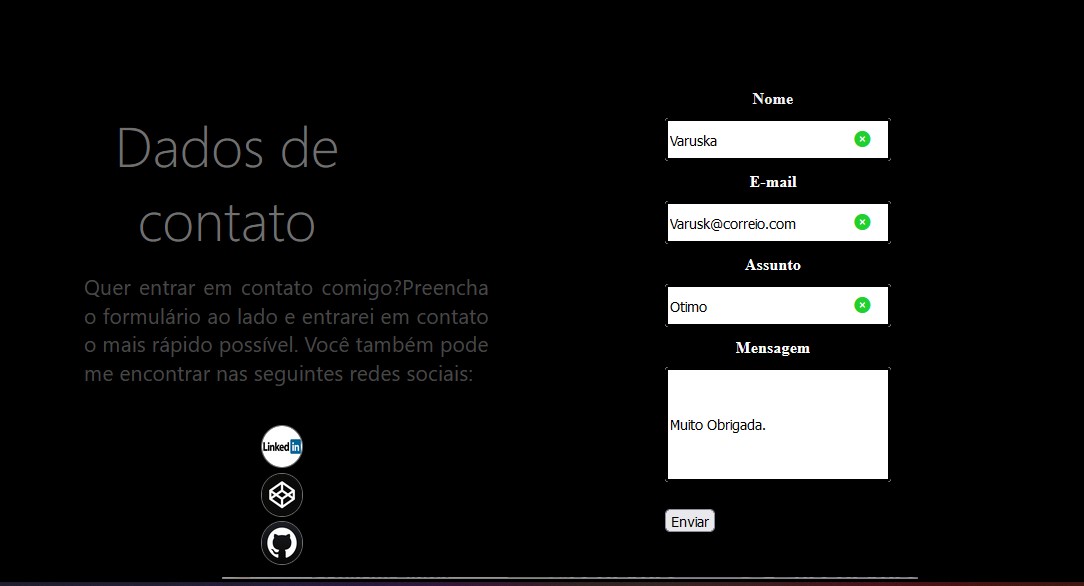 Dados de
contato
Quer entrar em contato comigo?Preencha
o formulário ao lado e entrarei em contato
o mais rápido possível. Você também pode
me encontrar nas seguintes redes sociais:
Linked in
Nome
Varuska
E-mail
Varusk@correio.com
Assunto
Otimo
Mensagem
Muito Obrigada.
Enviar